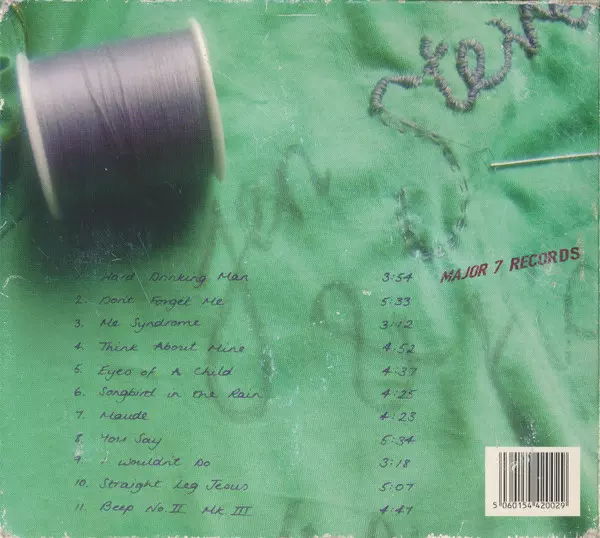 1. Hard Drinking Man 3:54
2. Don't Forget Me 5:33
3. Me Syndrome 3:12
4. Think About Mine 4:52
5. Eyes of A Child 4:37
6. Songbird in the Rain 4:25
7. Maude 4:23
8. You Say 5:34
9. Wouldn't Do 3:18
10. Straight Leg Jesus 5:07
11. Beep No. II Mk III 4:47
MAJOR 7 RECORDS
5 060154 420029